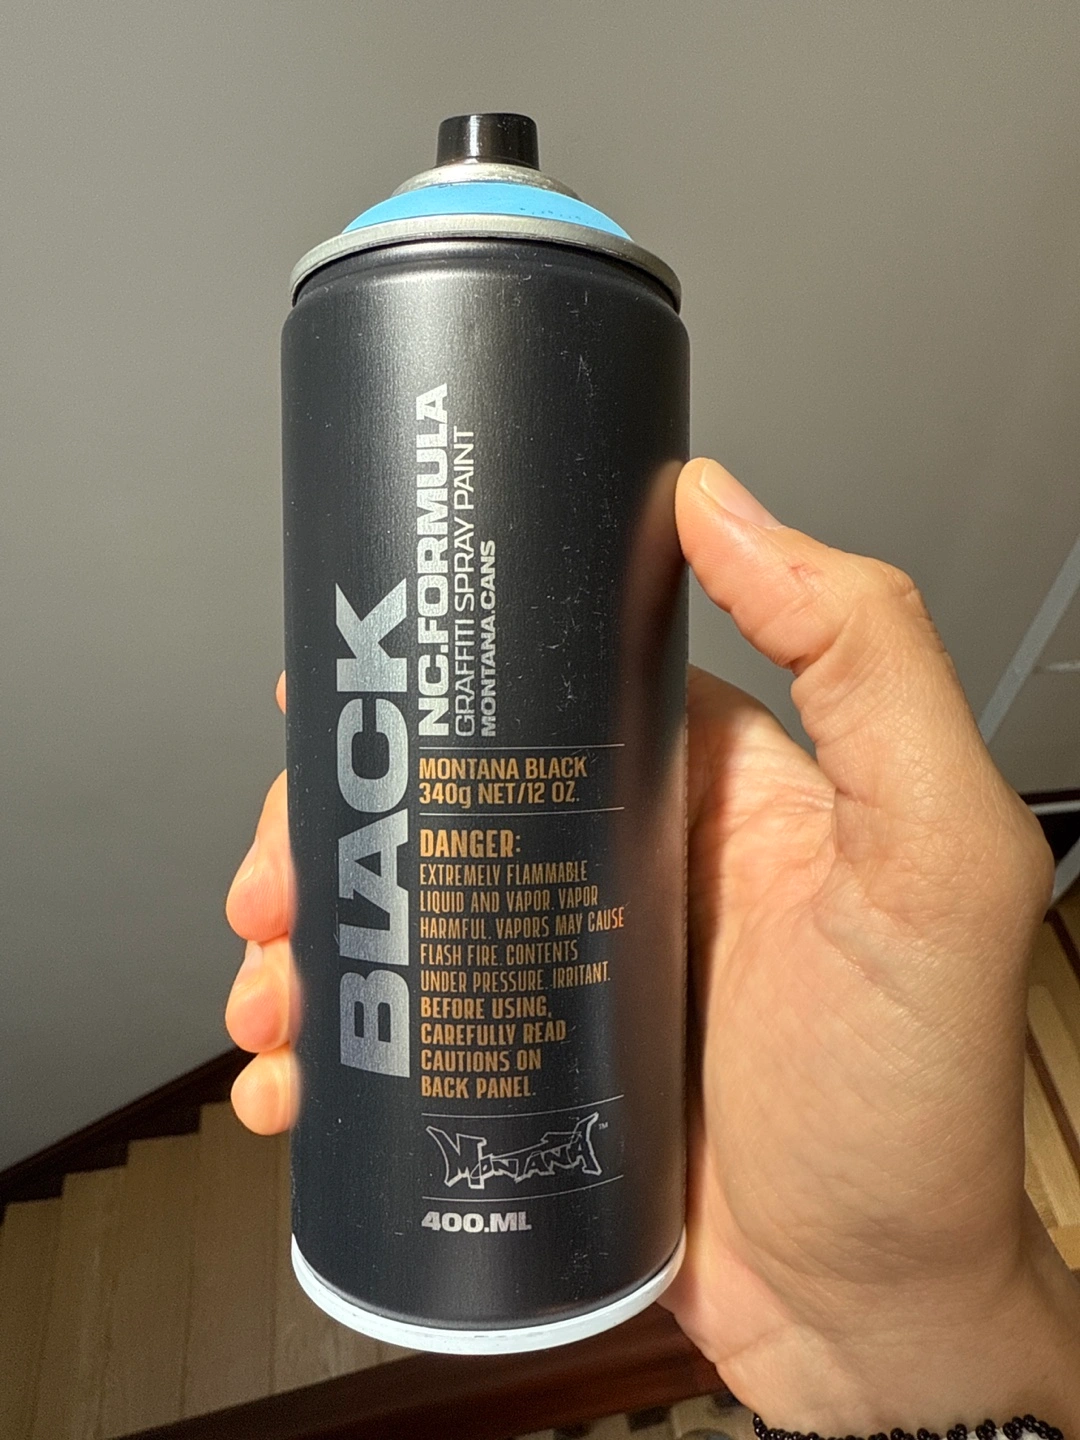 BLACK
NC.FORMULA
GRAFFITI SPRAY PAINT
MONTANA.CANS
MONTANA BLACK
340g NET/12 OZ.
DANGER:
EXTREMELY FLAMMABLE
LIQUID AND VAPOR. VAPOR
HARMFUL. VAPORS MAY CAUSE
FLASH FIRE. CONTENTS
UNDER PRESSURE. IRRITANT.
BEFORE USING,
CAREFULLY READ
CAUTIONS ON
BACK PANEL.
MONTANA™
400.ML